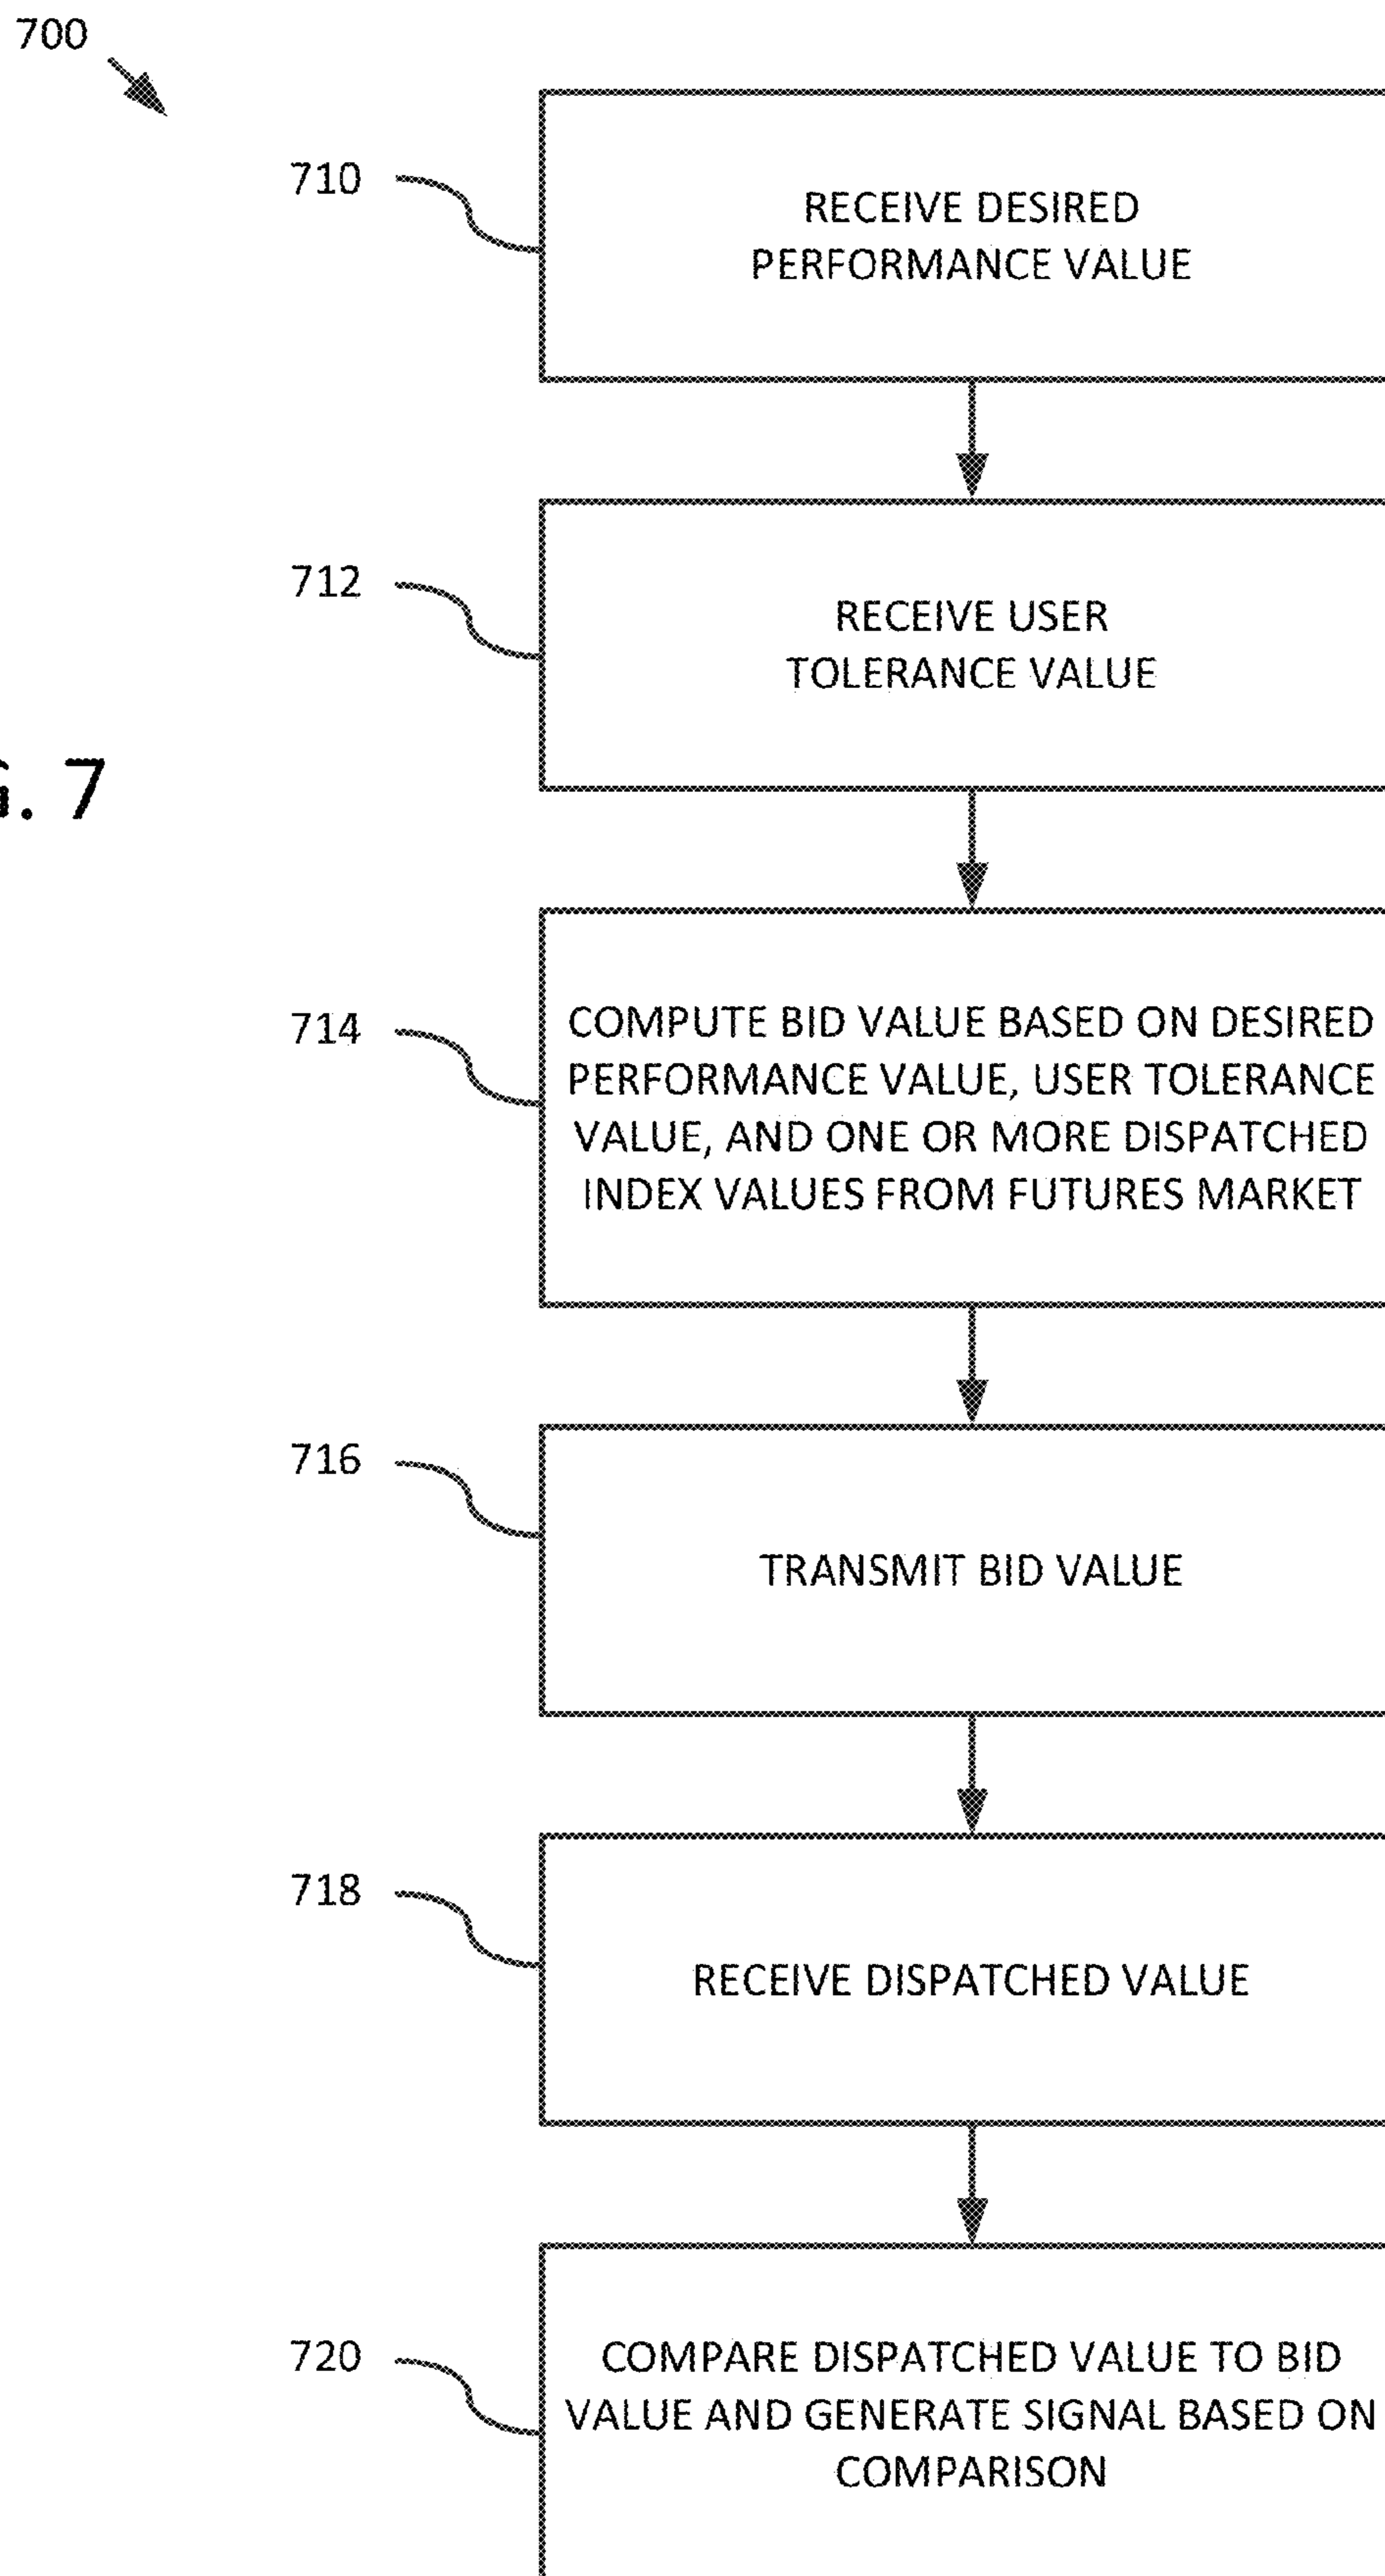 700
710
RECEIVE DESIRED
PERFORMANCE VALUE
712
RECEIVE USER
TOLERANCE VALUE
G. 7
714
COMPUTE BID VALUE BASED ON DESIRED
PERFORMANCE VALUE, USER TOLERANCE
VALUE, AND ONE OR MORE DISPATCHED
INDEX VALUES FROM FUTURES MARKET
716
TRANSMIT BID VALUE
718
RECEIVE DISPATCHED VALUE
720
COMPARE DISPATCHED VALUE TO BID
VALUE AND GENERATE SIGNAL BASED ON
COMPARISON